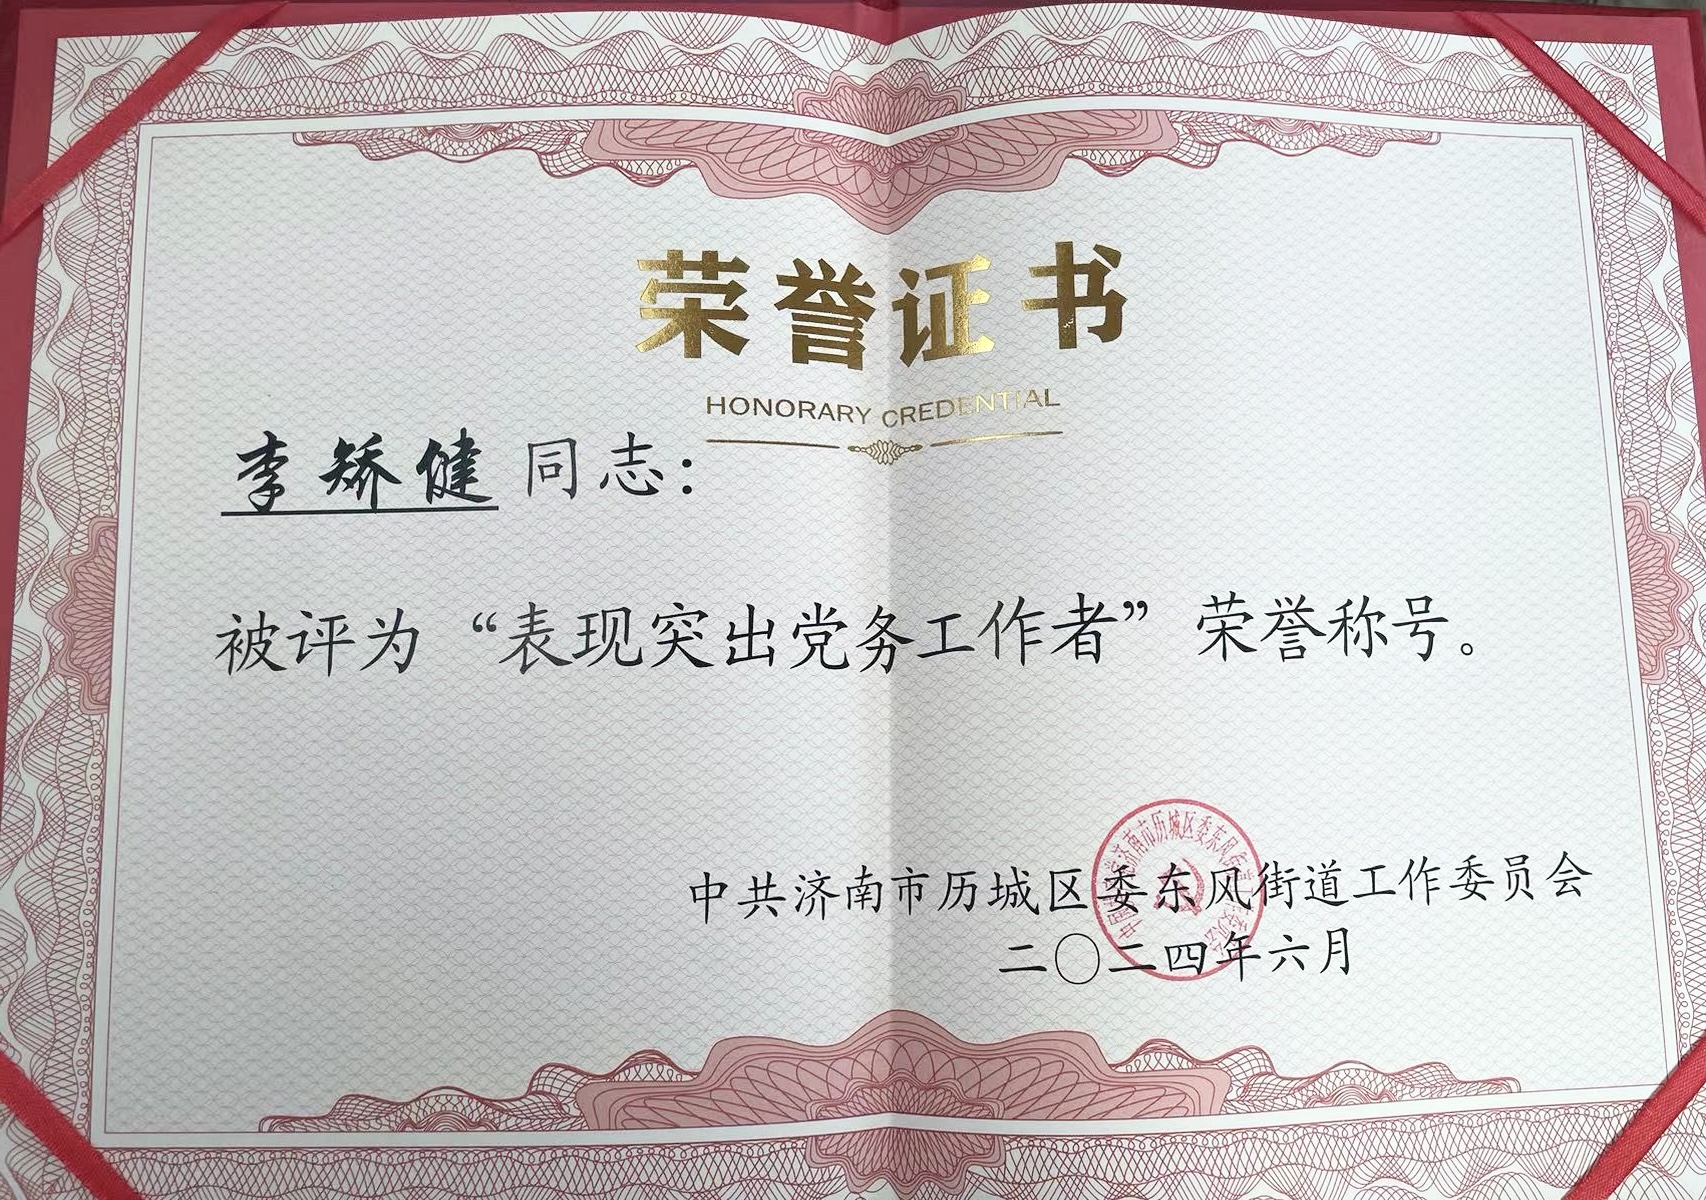 荣誉证书
HONORARY CREDENTIAL
李矫健同志：
被评为“表现突出党务工作者”荣誉称号。
中共济南市历城区委东风街道工作委员会
二〇二四年六月